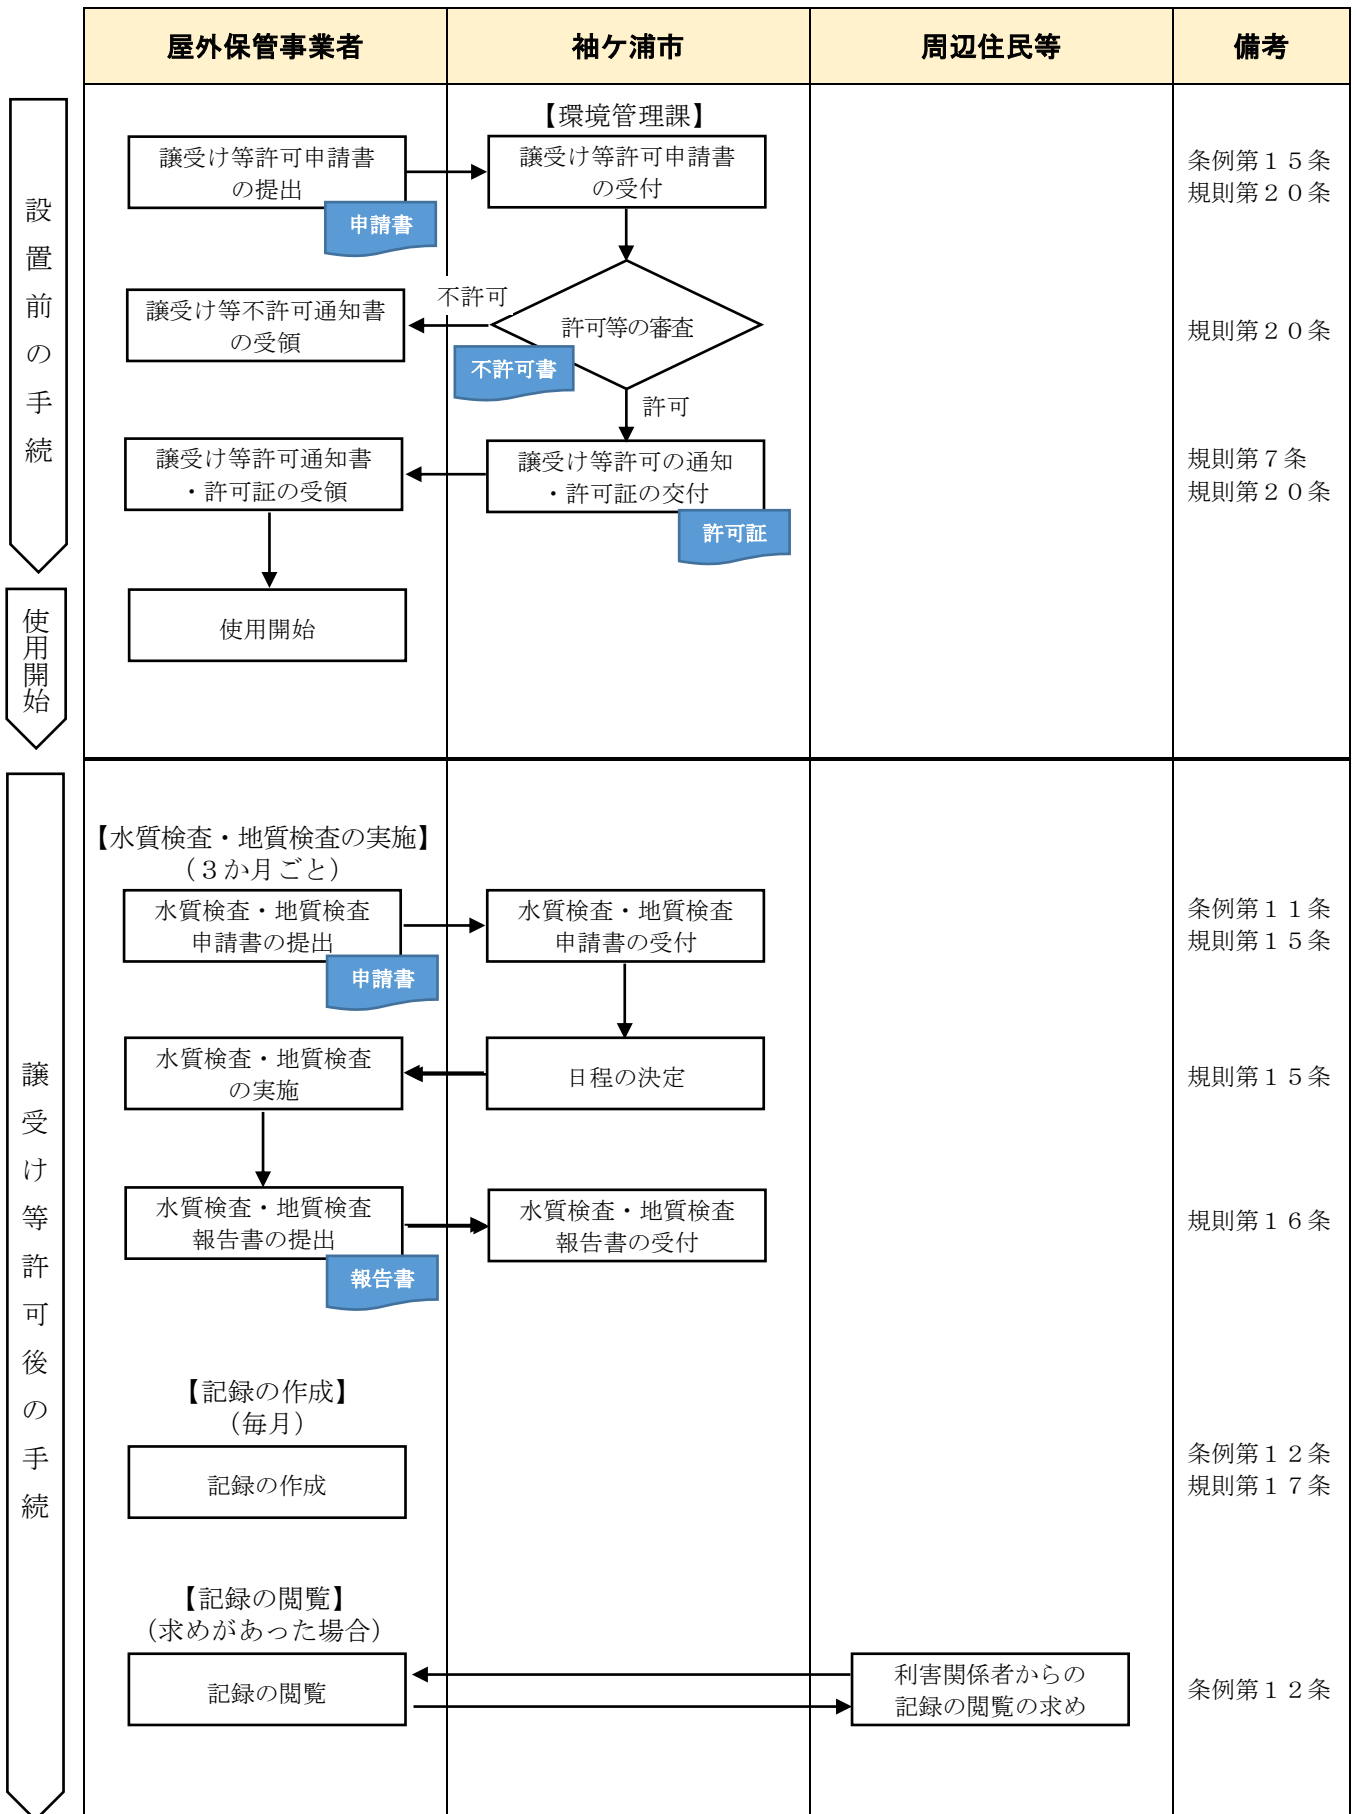 屋外保管事業者
袖ケ浦市
周辺住民等
備考
設置前の手続
【環境管理課】
譲受け等許可申請書
の提出
申請書
譲受け等許可申請書
の受付
条例第１５条
規則第２０条
不許可
許可等の審査
不許可書
譲受け等不許可通知書
の受領
規則第２０条
許可
譲受け等許可通知書
・許可証の受領
譲受け等許可の通知
・許可証の交付
許可証
規則第７条
規則第２０条
使用開始
使用開始
譲受け等許可後の手続
【水質検査・地質検査の実施】
（３か月ごと）
水質検査・地質検査
申請書の提出
申請書
水質検査・地質検査
申請書の受付
条例第１１条
規則第１５条
水質検査・地質検査
の実施
日程の決定
規則第１５条
水質検査・地質検査
報告書の提出
報告書
水質検査・地質検査
報告書の受付
規則第１６条
【記録の作成】
（毎月）
記録の作成
条例第１２条
規則第１７条
【記録の閲覧】
（求めがあった場合）
記録の閲覧
利害関係者からの
記録の閲覧の求め
条例第１２条